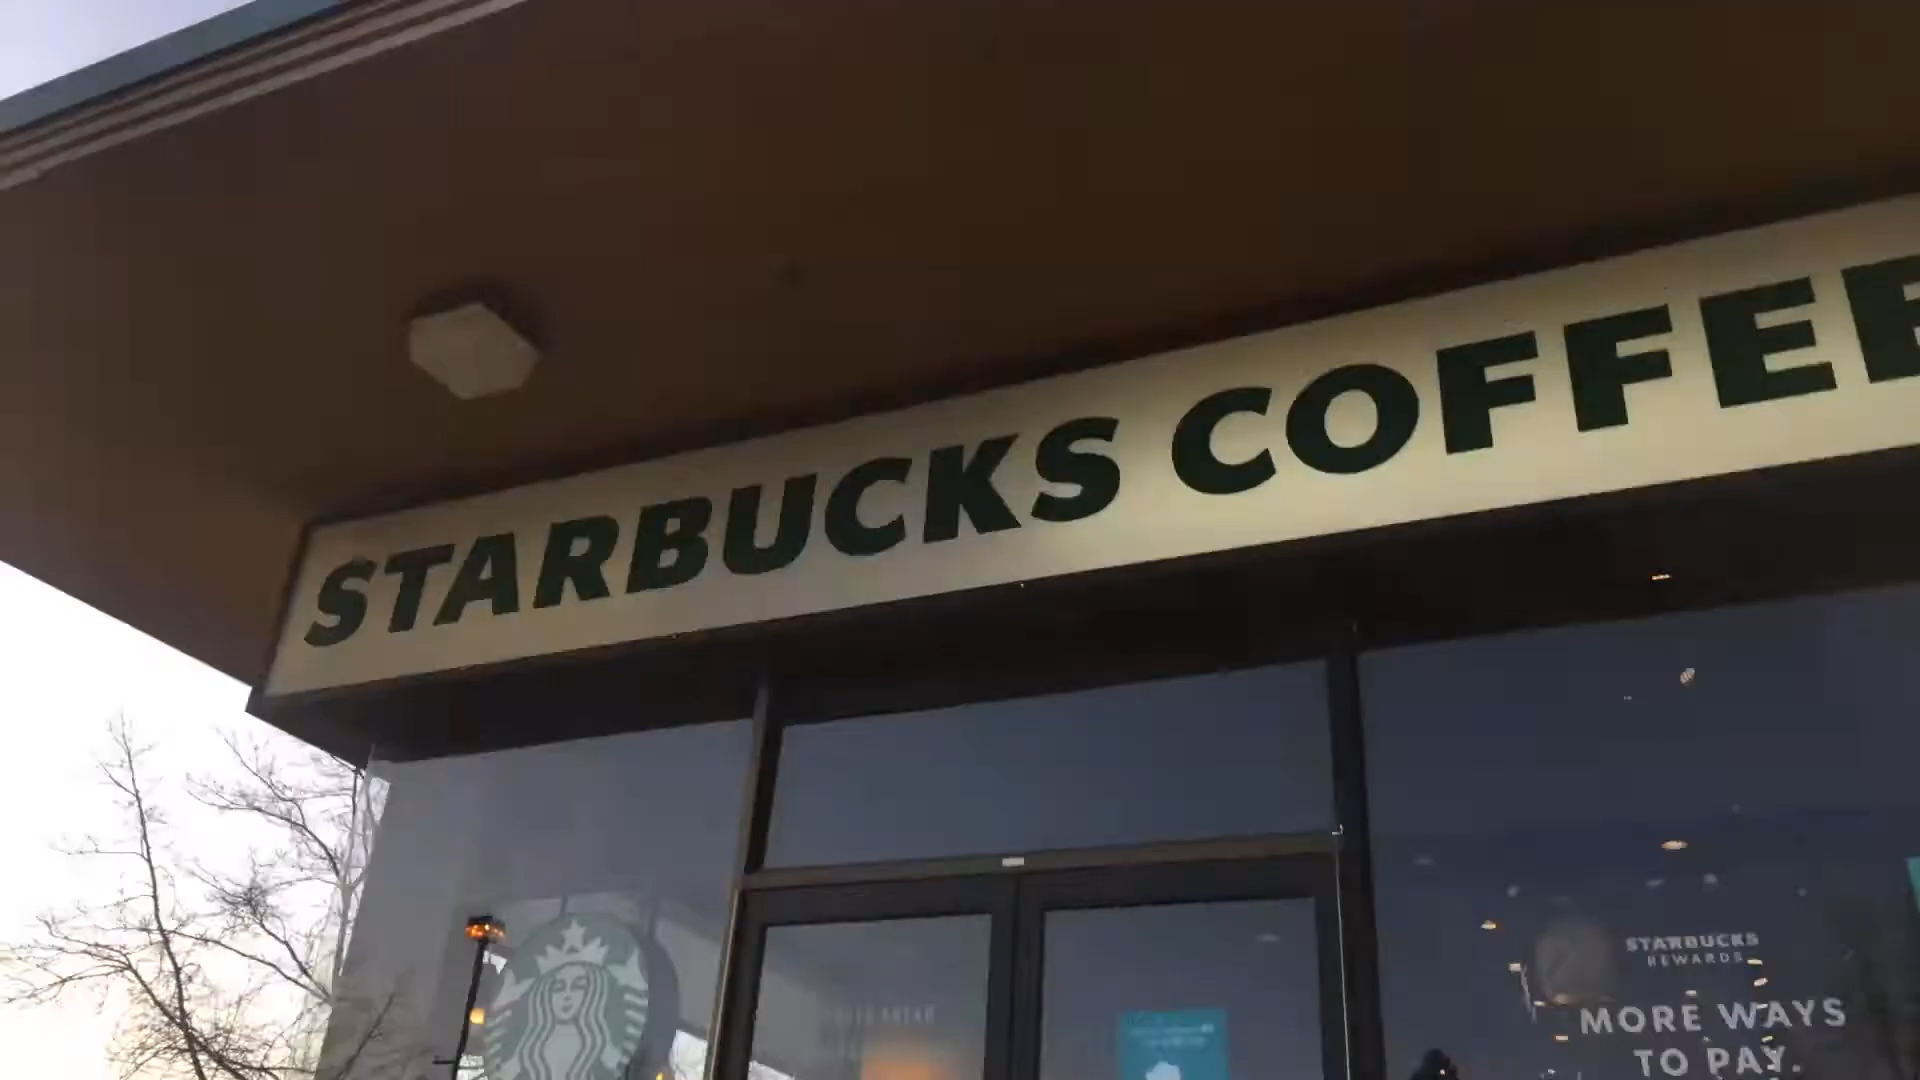 STARBUCKS COFFEE
STARBUCKS
REWARDS
MORE WAYS
TO PAY.